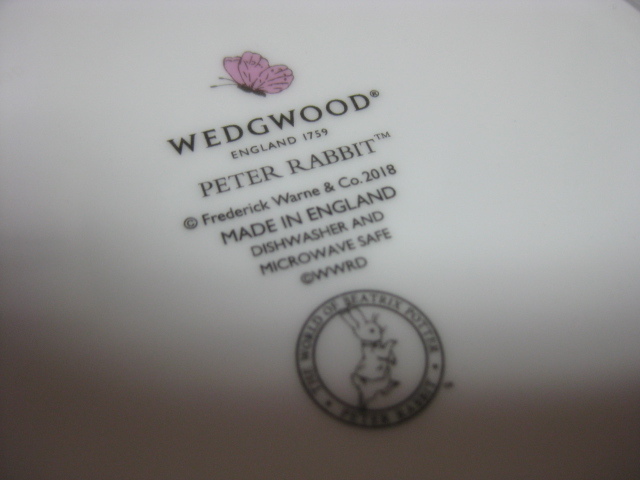 WEDGWOOD®
ENGLAND 1759
PETER RABBIT™
© Frederick Warne & Co. 2018
MADE IN ENGLAND
DISHWASHER AND
MICROWAVE SAFE
©WWRD
THE WORLD OF BEATRIX POTTER
PETER RABBIT